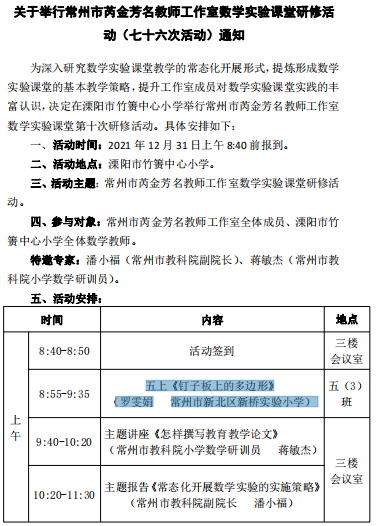 关于举行常州市芮金芳名教师工作室数学实验课堂研修活
动（七十六次活动）通知
为深入研究数学实验课堂教学的常态化开展形式，提炼形成数学
实验课堂的基本教学策略，提升工作室成员对数学实验课堂实践的丰
富认识，决定在溧阳市竹箦中心小学举行常州市芮金芳名教师工作室
数学实验课堂第十次研修活动。具体安排如下：
一、活动时间：2021 年 12 月 31 日上午 8:40 前报到。
二、活动地点：溧阳市竹箦中心小学。
三、活动主题：常州市芮金芳名教师工作室数学实验课堂研修活
动。
四、参与对象：常州市芮金芳名教师工作室全体成员、溧阳市竹
箦中心小学全体数学教师。
特邀专家：潘小福（常州市教科院副院长）、蒋敏杰（常州市教
科院小学数学研训员）。
五、活动安排：
时间 内容 地点
上午
8:40-8:50 活动签到 三楼
会议室
8:55-9:35 五上《钉子板上的多边形》
（罗雯娟 常州市新北区新桥实验小学） 五（3）
班
9:40-10:20 主题讲座《怎样撰写教育教学论文》
（常州市教科院小学数学研训员 蒋敏杰）
三楼
会议室
10:20-11:30 主题报告《常态化开展数学实验的实施策略》
（常州市教科院副院长 潘小福）